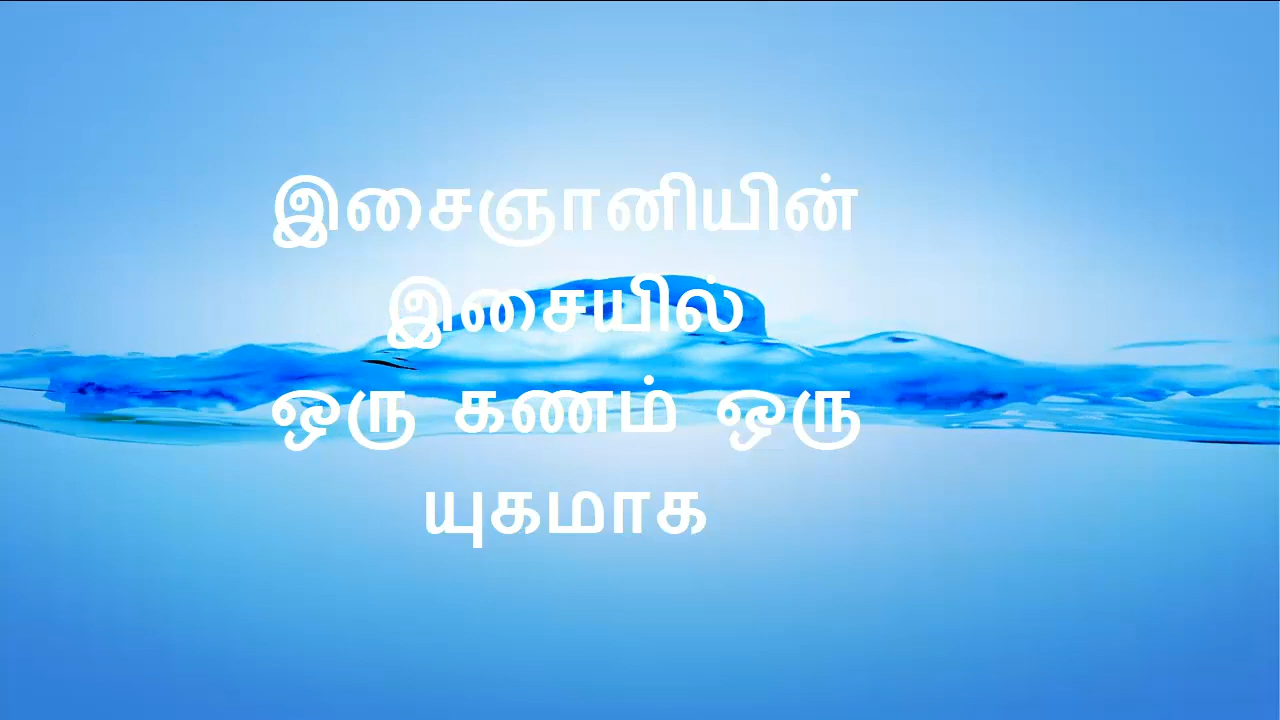 இசைஞானியின்
இசையில்
ஒரு கணம் ஒரு
யுகமாக